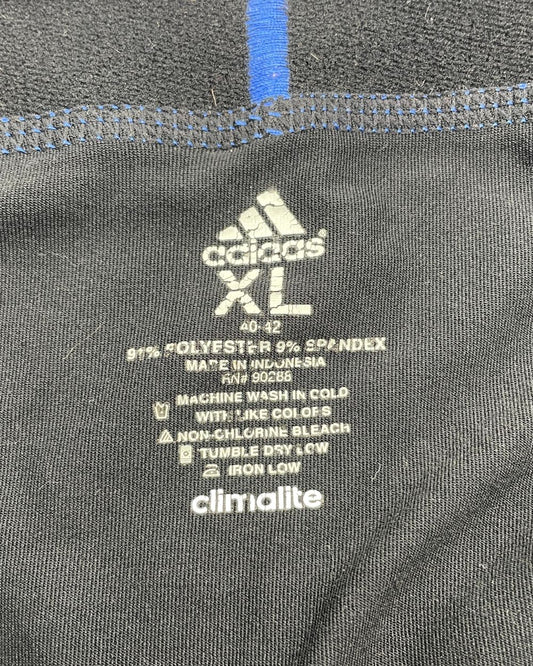 adidas
XL
40-42
91% POLYESTER 9% SPANDEX
MADE IN INDONESIA
RN# 90288
MACHINE WASH IN COLD
WITH LIKE COLORS
NON-CHLORINE BLEACH
TUMBLE DRY LOW
IRON LOW
climalite